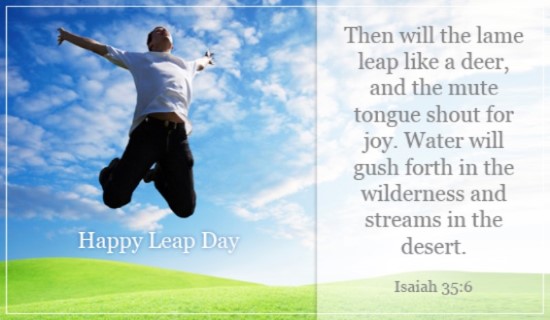 Happy Leap Day
Then will the lame
leap like a deer,
and the mute
tongue shout for
joy. Water will
gush forth in the
wilderness and
streams in the
desert.
Isaiah 35:6